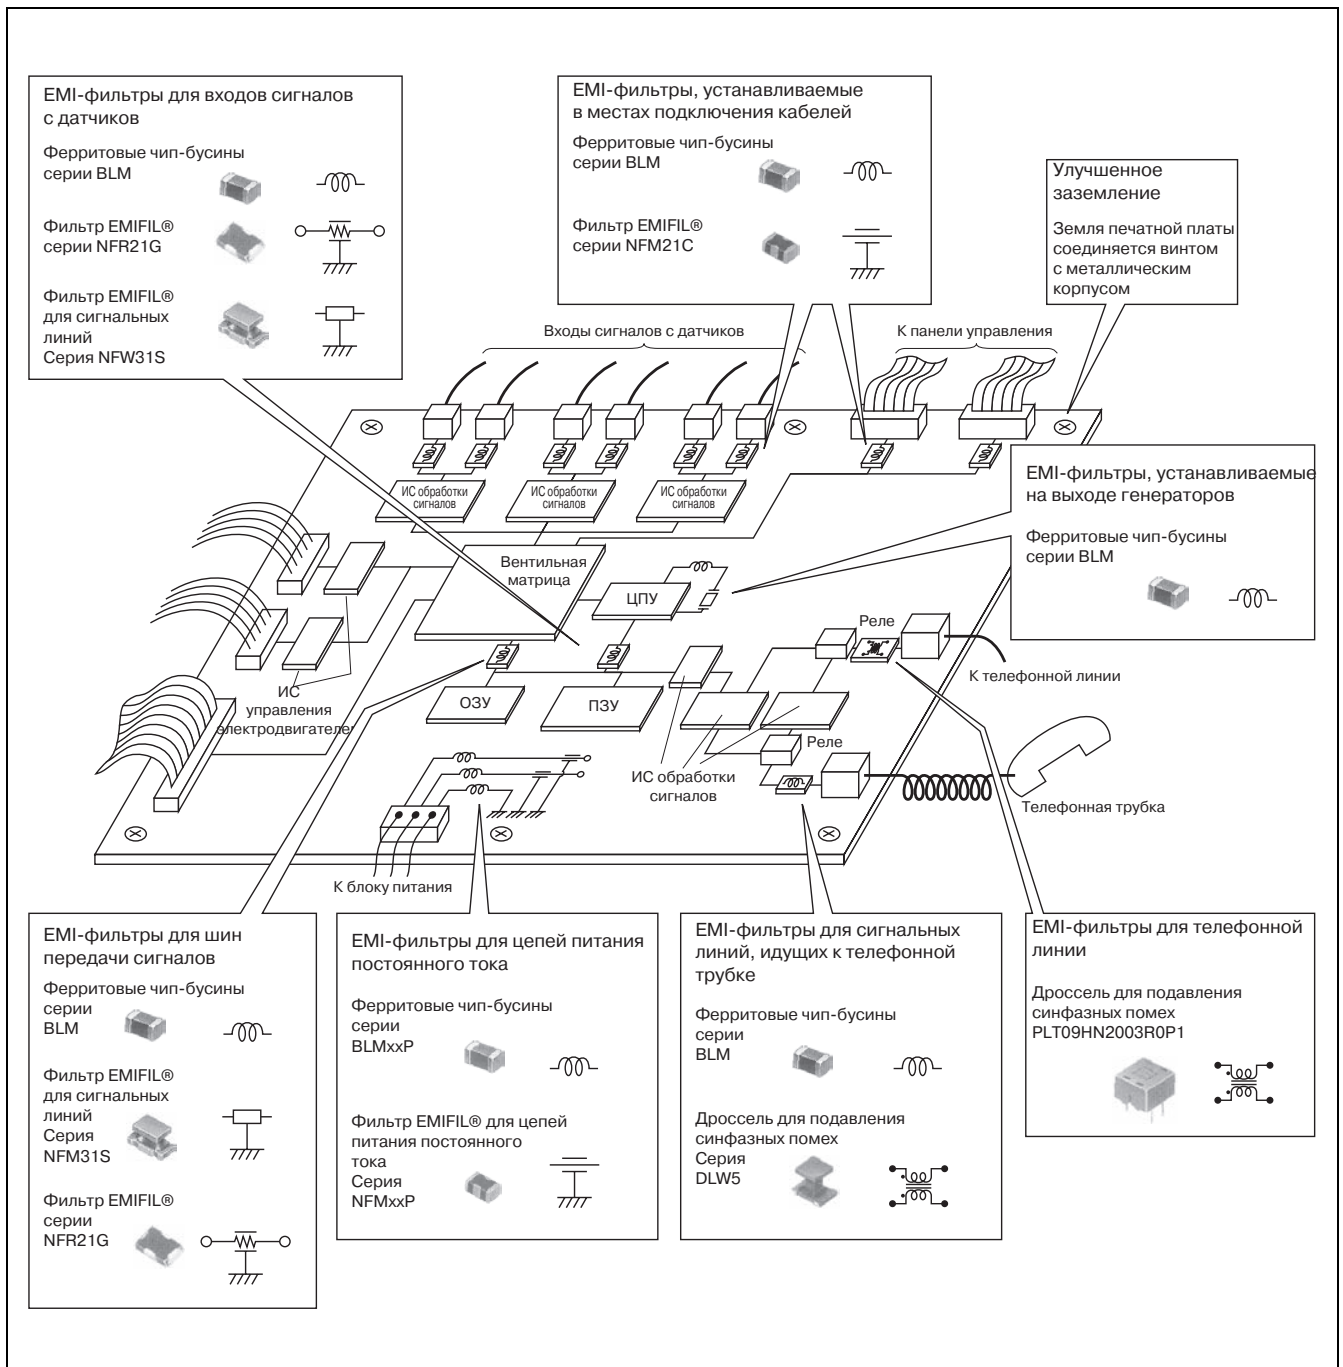 EMI-фильтры для входов сигналов
с датчиков
Ферритовые чип-бусины
серии BLM
Фильтр EMIFIL®
серии NFR21G
Фильтр EMIFIL®
для сигнальных
линий
Серия NFW31S
EMI-фильтры, устанавливаемые
в местах подключения кабелей
Ферритовые чип-бусины
серии BLM
Фильтр EMIFIL®
серии NFM21C
Улучшенное
заземление
Земля печатной платы
соединяется винтом
с металлическим
корпусом
Входы сигналов с датчиков
К панели управления
ИС обработки
сигналов
ИС обработки
сигналов
ИС обработки
сигналов
EMI-фильтры, устанавливаемые
на выходе генераторов
Ферритовые чип-бусины
серии BLM
Вентильная
матрица
ЦПУ
Реле
К телефонной линии
ИС
управления
электродвигателем
ОЗУ
ПЗУ
Реле
ИС обработки
сигналов
Телефонная трубка
К блоку питания
EMI-фильтры для шин
передачи сигналов
Ферритовые чип-бусины
серии
BLM
Фильтр EMIFIL®
для сигнальных
линий
Серия
NFM31S
Фильтр EMIFIL®
серии
NFR21G
EMI-фильтры для цепей питания
постоянного тока
Ферритовые чип-бусины
серии
BLMxxP
Фильтр EMIFIL® для цепей
питания постоянного
тока
Серия
NFMxxP
EMI-фильтры для сигнальных
линий, идущих к телефонной
трубке
Ферритовые чип-бусины
серии
BLM
Дроссель для подавления
синфазных помех
Серия
DLW5
EMI-фильтры для телефонной
линии
Дроссель для подавления
синфазных помех
PLT09HN2003R0P1